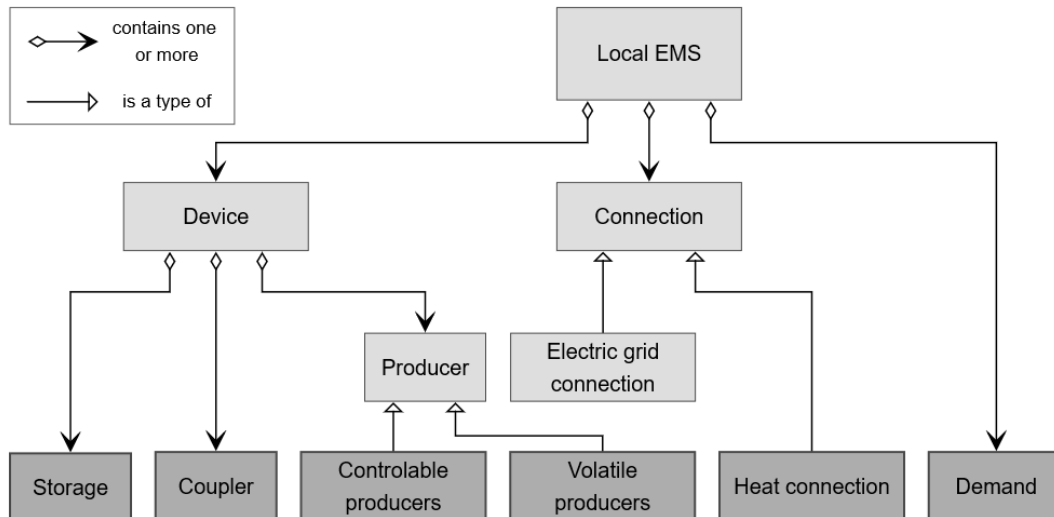 contains one
or more
is a type of
Local EMS
Device
Connection
Producer
Electric grid
connection
Storage
Coupler
Controlable
producers
Volatile
producers
Heat connection
Demand